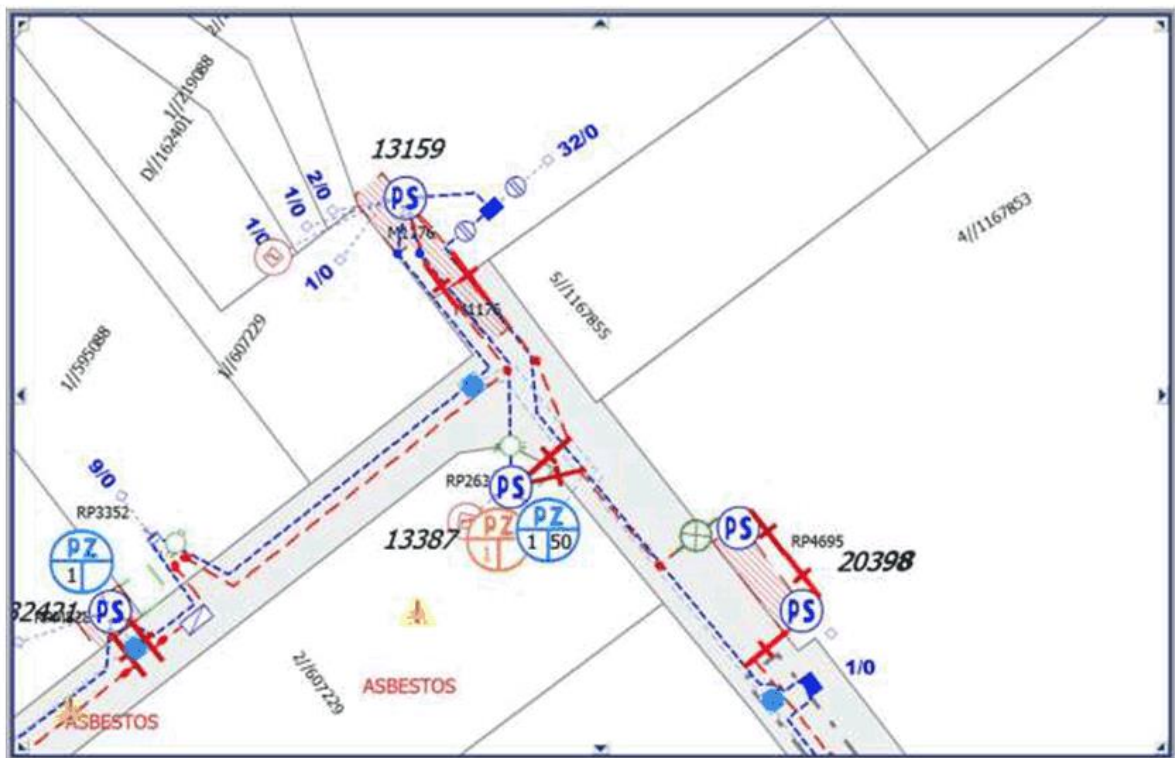 1//219088
D//162401
13159
32/0
2/0
1/0
1/0
PS
M1176
1/0
4//1167853
5//1167855
M1176
1//595088
1//607229
9/0
RP3352
RP263
PS
PZ
1
PZ
1 50
13387
PS
RP4695
20398
PZ
1
PS
PS
1/0
2//607229
ASBESTOS
ASBESTOS